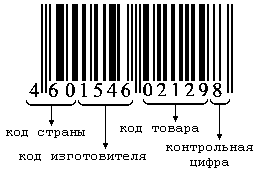 4 601546 021298
код страны
код товара
код изготовителя
контрольная
цифра